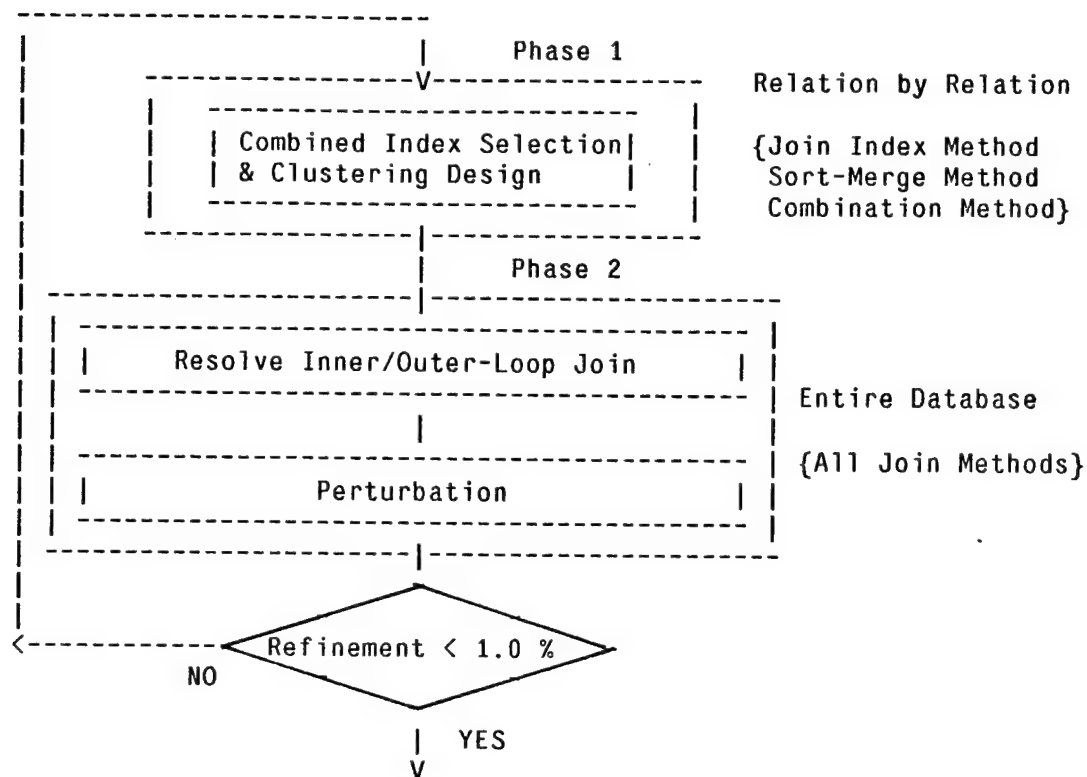 Phase 1
Relation by Relation
Combined Index Selection
& Clustering Design
{Join Index Method
Sort-Merge Method
Combination Method}
Phase 2
Resolve Inner/Outer-Loop Join
Entire Database
{All Join Methods}
Perturbation
Refinement < 1.0 %
NO
YES